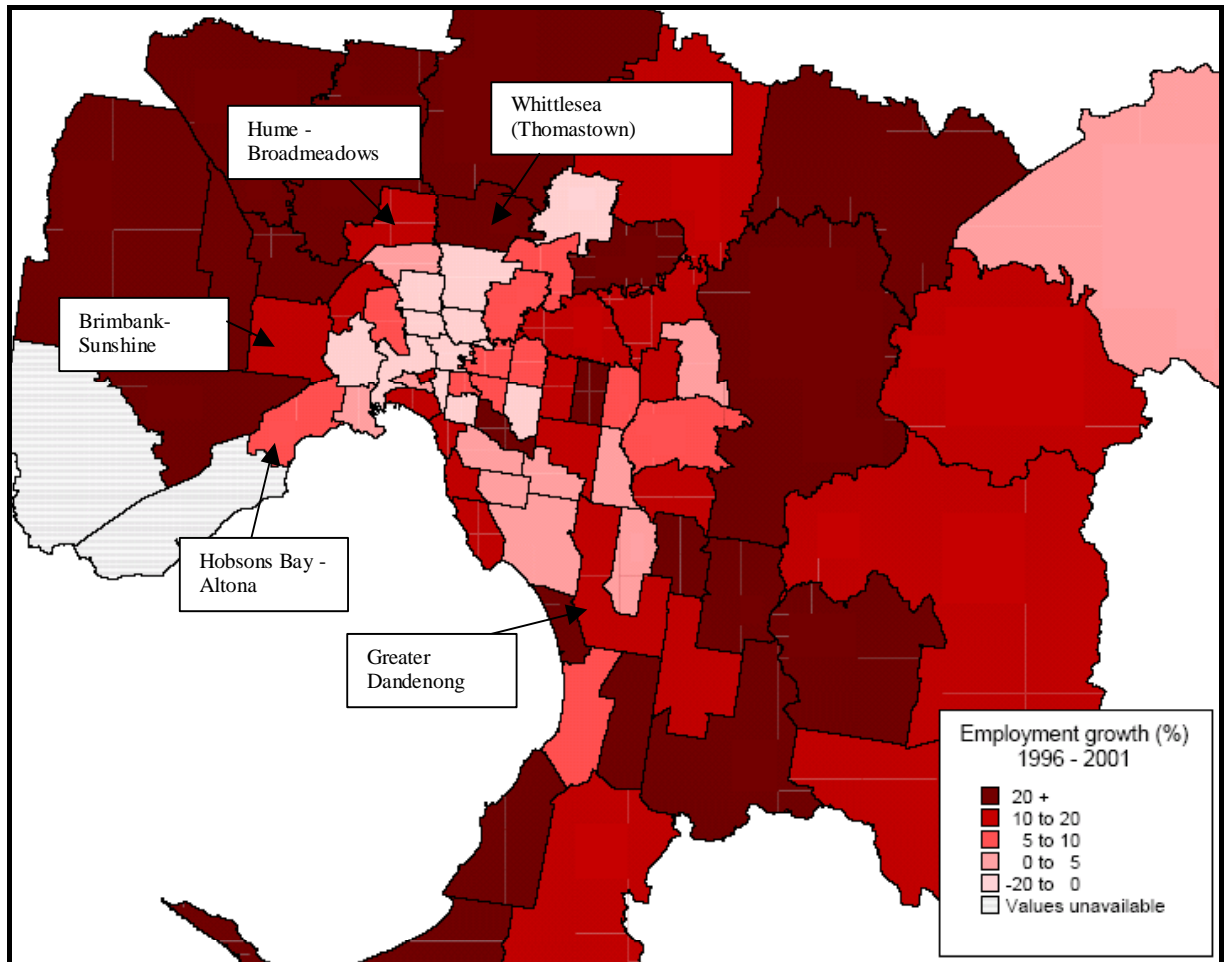 Whittlesea
(Thomastown)
Hume -
Broadmeadows
Brimbank-
Sunshine
Hobsons Bay -
Altona
Greater
Dandenong
Employment growth (%)
1996 - 2001
20 +
10 to 20
5 to 10
0 to 5
-20 to 0
Values unavailable